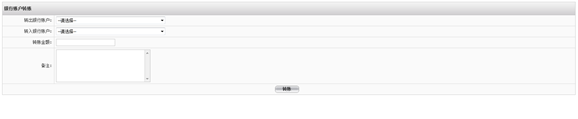 银行账户转账
转出银行账户: --请选择--
转入银行账户: --请选择--
转账金额:
备注:
转账